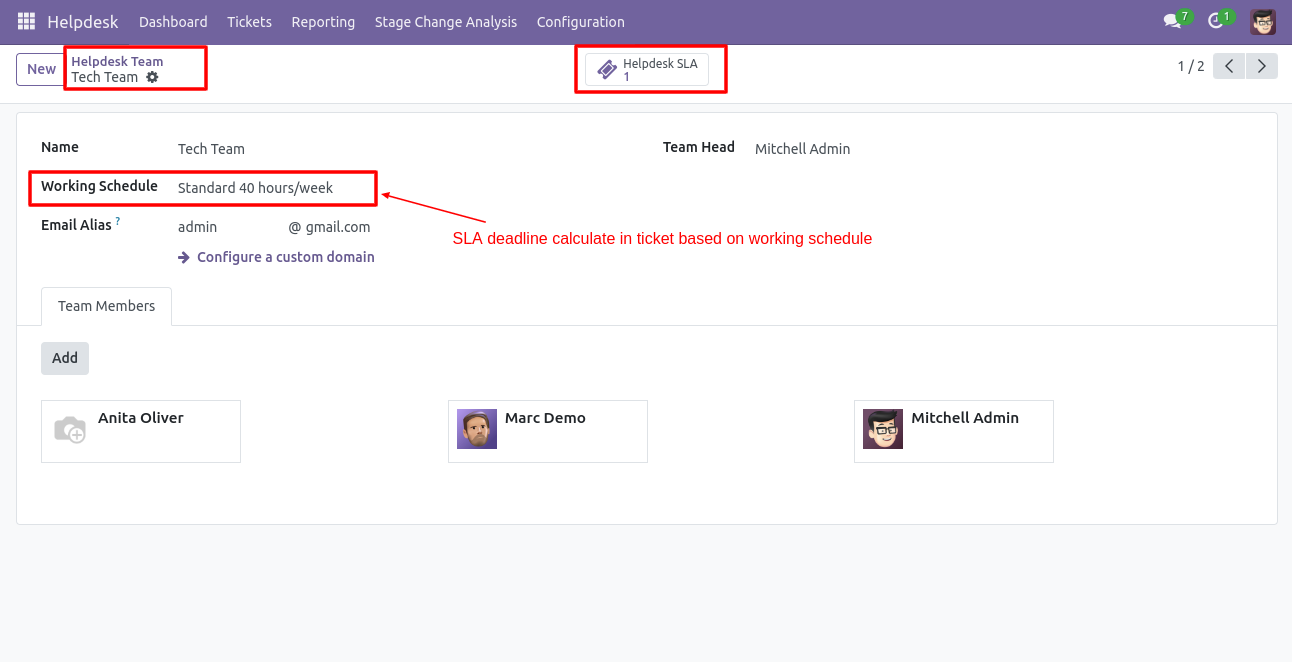 Helpdesk Dashboard Tickets Reporting Stage Change Analysis Configuration 7 1
New Helpdesk Team
Tech Team
Helpdesk SLA
1
1 / 2
Name Tech Team Team Head Mitchell Admin
Working Schedule Standard 40 hours/week
Email Alias ? admin @ gmail.com
SLA deadline calculate in ticket based on working schedule
Configure a custom domain
Team Members
Add
Anita Oliver Marc Demo Mitchell Admin